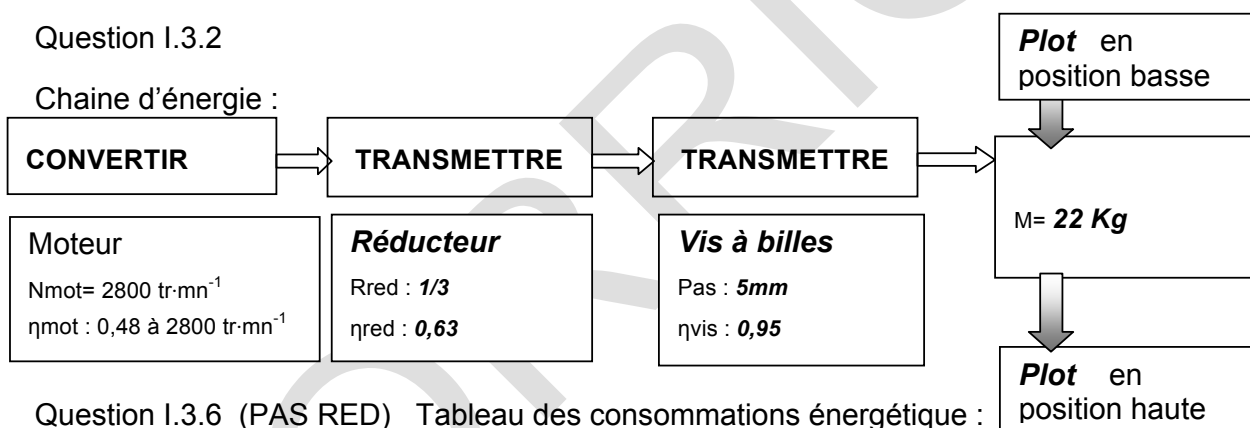 Question I.3.2
Chaine d'énergie :
CONVERTIR
TRANSMETTRE
TRANSMETTRE
Plot en
position basse
Moteur
Nmot= 2800 tr·mn⁻¹
ηmot : 0,48 à 2800 tr·mn⁻¹
Réducteur
Rred : 1/3
ηred : 0,63
Vis à billes
Pas : 5mm
ηvis : 0,95
M= 22 Kg
Plot en
position haute
Question I.3.6 (PAS RED) Tableau des consommations énergétique :